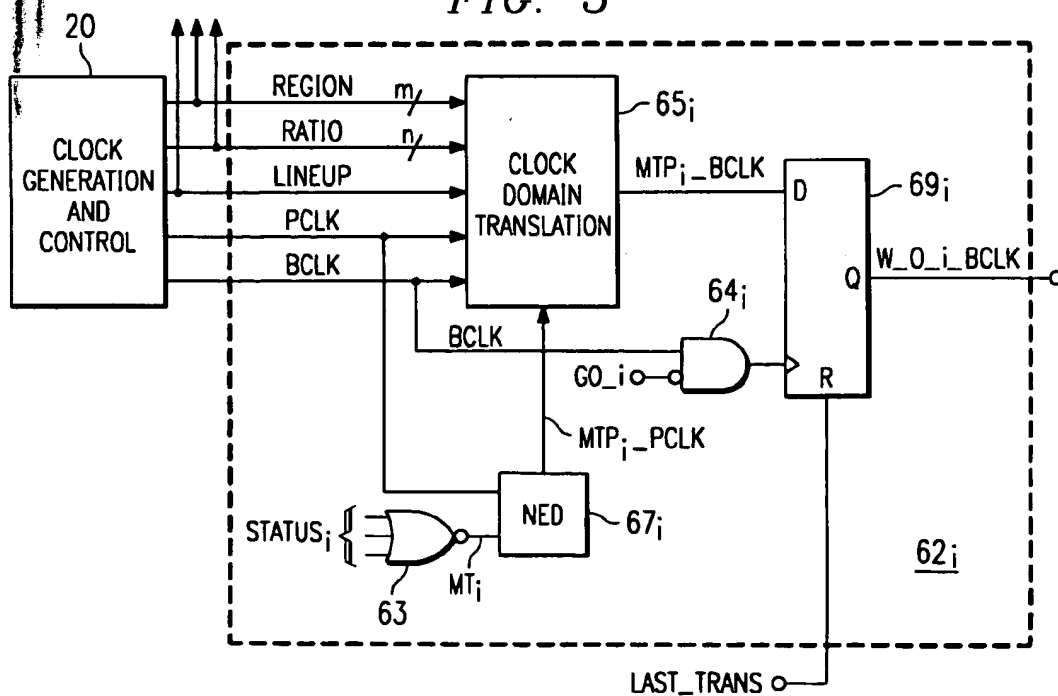 FIG. 5
20
CLOCK
GENERATION
AND
CONTROL
REGION
m
RATIO
n
LINEUP
PCLK
BCLK
CLOCK
DOMAIN
TRANSLATION
65i
MTPi_BCLK
D
69i
Q
W_O_i_BCLK
64i
BCLK
GO_i
R
MTPi_PCLK
NED
67i
STATUSi
MTi
63
62i
LAST_TRANS